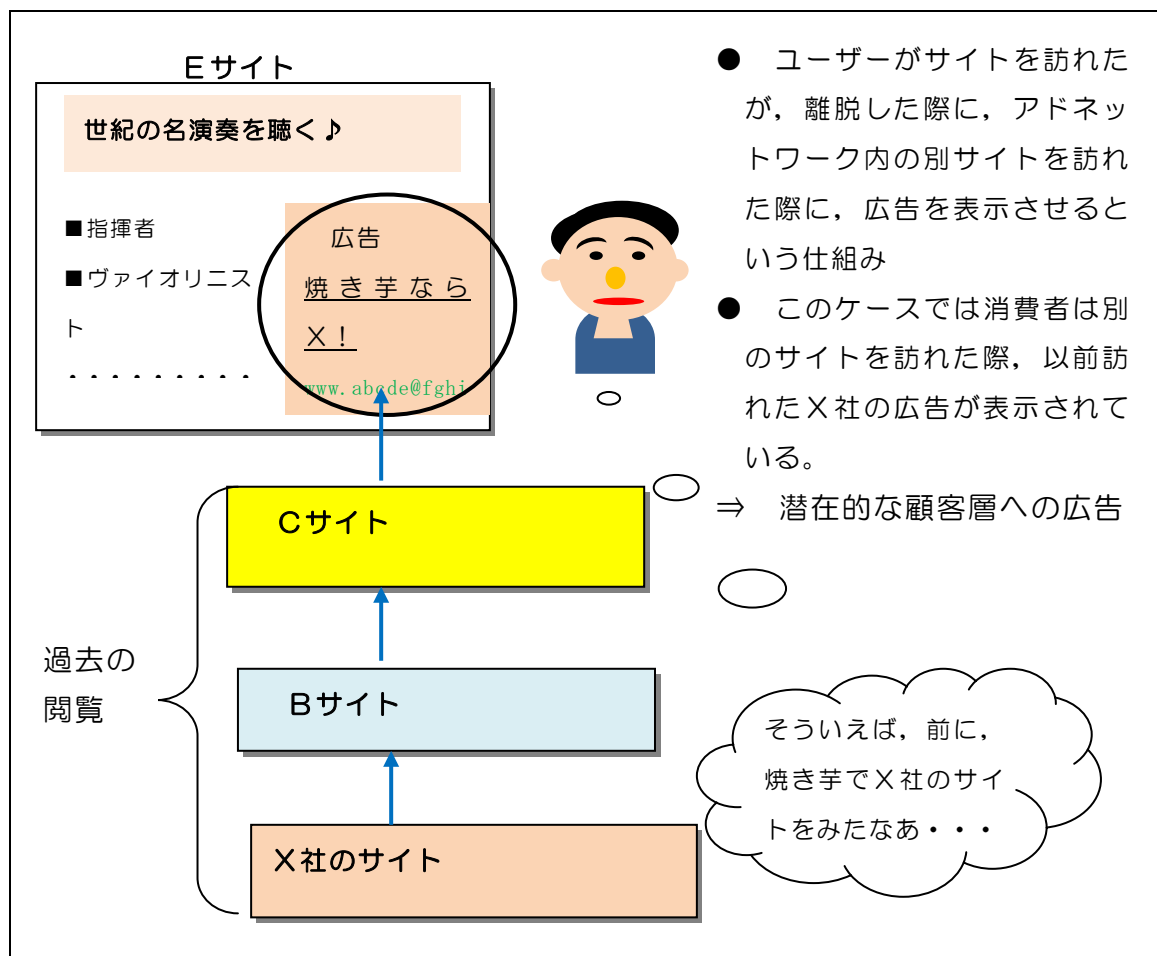 Eサイト
世紀の名演奏を聴く♪
■指揮者
■ヴァイオリニス
ト
・・・・・・・・・
広告
焼き芋なら
X！
www.abcde@fghi
● ユーザーがサイトを訪れた
が，離脱した際に，アドネッ
トワーク内の別サイトを訪れ
た際に，広告を表示させると
いう仕組み
● このケースでは消費者は別
のサイトを訪れた際，以前訪
れたX社の広告が表示されて
いる。
⇒ 潜在的な顧客層への広告
Cサイト
過去の
閲覧
Bサイト
そういえば，前に，
焼き芋でX社のサイ
トをみたなあ・・・
X社のサイト